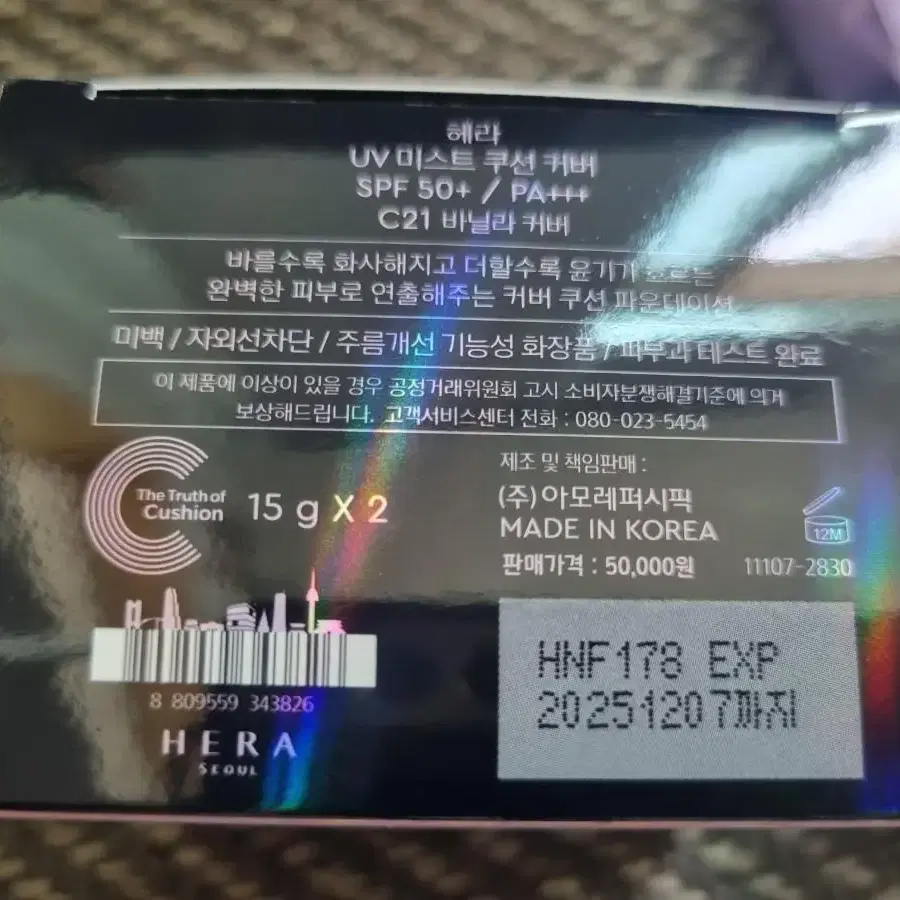 헤라
UV 미스트 쿠션 커버
SPF 50+ / PA+++
C21 바닐라 커버
바를수록 화사해지고 더할수록 윤기가 흐르는
완벽한 피부로 연출해주는 커버 쿠션 파운데이션
미백 / 자외선차단 / 주름개선 기능성 화장품 / 피부과 테스트 완료
이 제품에 이상이 있을 경우 공정거래위원회 고시 소비자분쟁해결기준에 의거
보상해드립니다. 고객서비스센터 전화 : 080-023-5454
The Truth of
Cushion
15 g X 2
제조 및 책임판매 :
(주)아모레퍼시픽
MADE IN KOREA
판매가격 : 50,000원
12M
11107-2830
HNF178 EXP
20251207까지
8 809559 343826
HERA
SEOUL